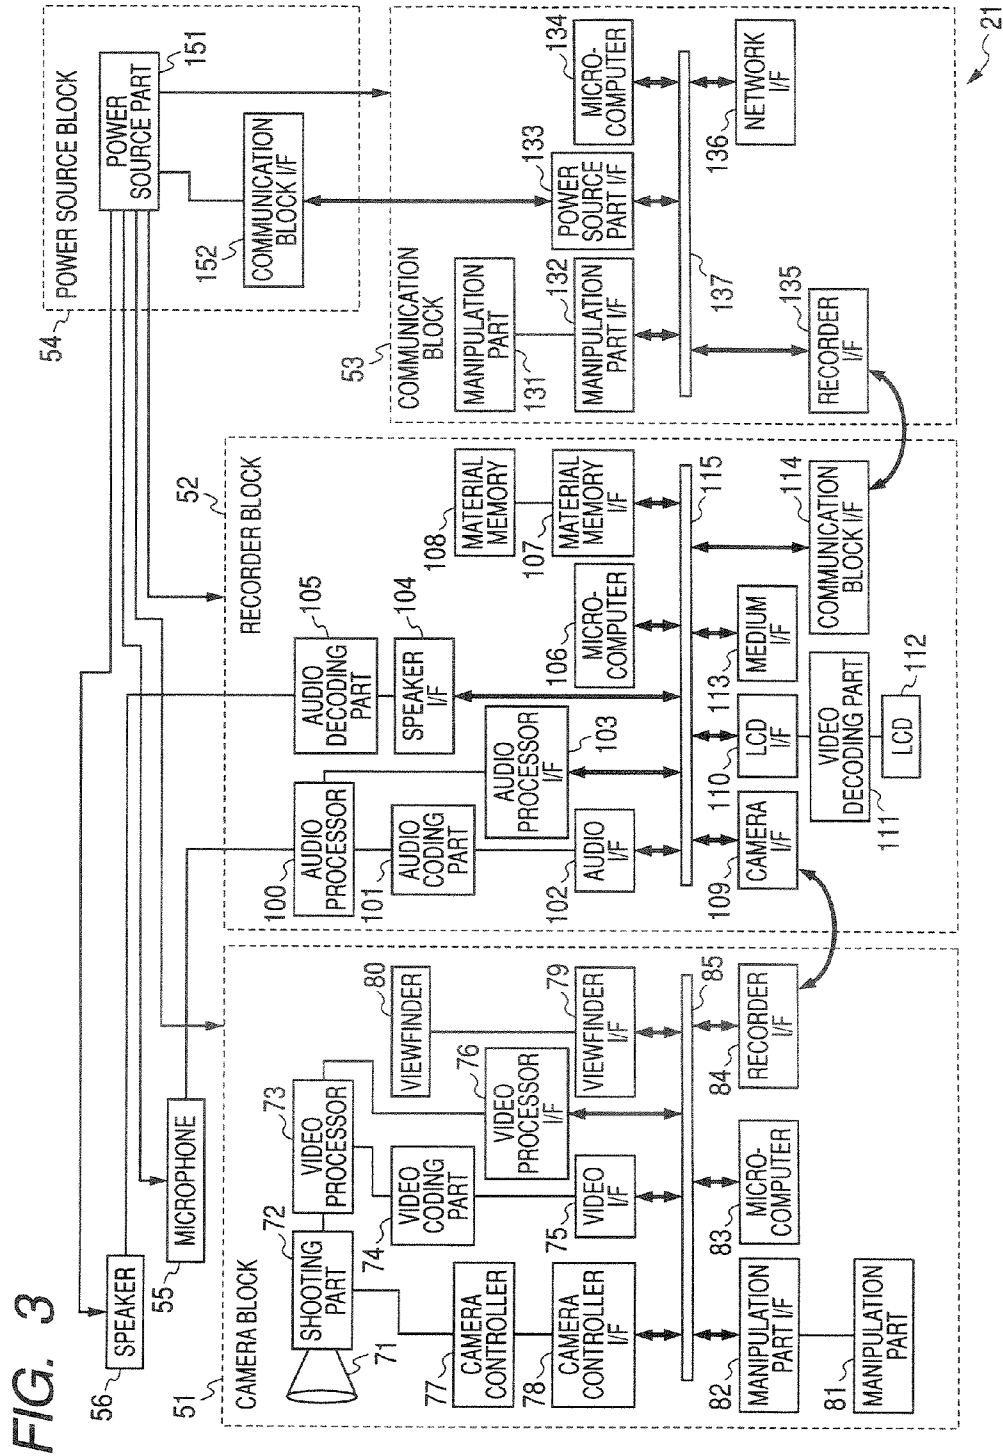 FIG. 3
21
56
SPEAKER
55
MICROPHONE
54
POWER SOURCE BLOCK
POWER
SOURCE PART
151
152
COMMUNICATION
BLOCK I/F
51
CAMERA BLOCK
71
SHOOTING
PART
72
VIDEO
PROCESSOR
73
74
VIDEO
CODING
PART
75
VIDEO
I/F
VIDEO
PROCESSOR
I/F
76
77
CAMERA
CONTROLLER
78
CAMERA
CONTROLLER
I/F
VIEWFINDER
I/F
79
VIEWFINDER
80
85
81
MANIPULATION
PART
82
MANIPULATION
PART I/F
83
MICRO-
COMPUTER
84
RECORDER
I/F
52
RECORDER BLOCK
100
AUDIO
PROCESSOR
101
AUDIO
CODING
PART
102
AUDIO
I/F
AUDIO
PROCESSOR
I/F
103
SPEAKER
I/F
104
AUDIO
DECODING
PART
105
106
MICRO-
COMPUTER
107
MATERIAL
MEMORY
I/F
108
MATERIAL
MEMORY
115
109
CAMERA
I/F
110
LCD
I/F
111
VIDEO
DECODING PART
LCD
112
113
MEDIUM
I/F
COMMUNICATION
BLOCK I/F
114
53
COMMUNICATION
BLOCK
MANIPULATION
PART
131
MANIPULATION
PART I/F
132
POWER
SOURCE
PART I/F
133
MICRO-
COMPUTER
134
137
RECORDER
I/F
135
136
NETWORK
I/F